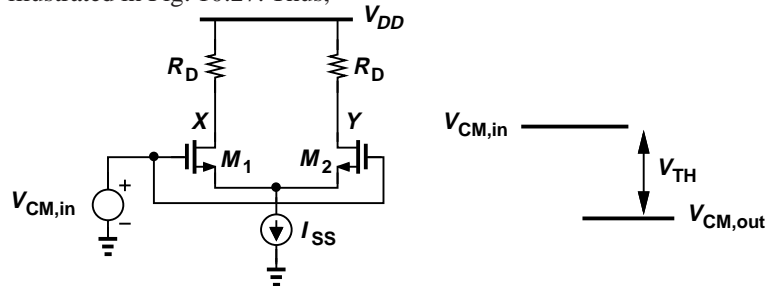 illustrated in Fig. 10.27. Thus,
V_DD
R_D R_D
X Y
M_1 M_2
V_CM,in
+
−
I_SS
V_CM,in
V_TH
V_CM,out